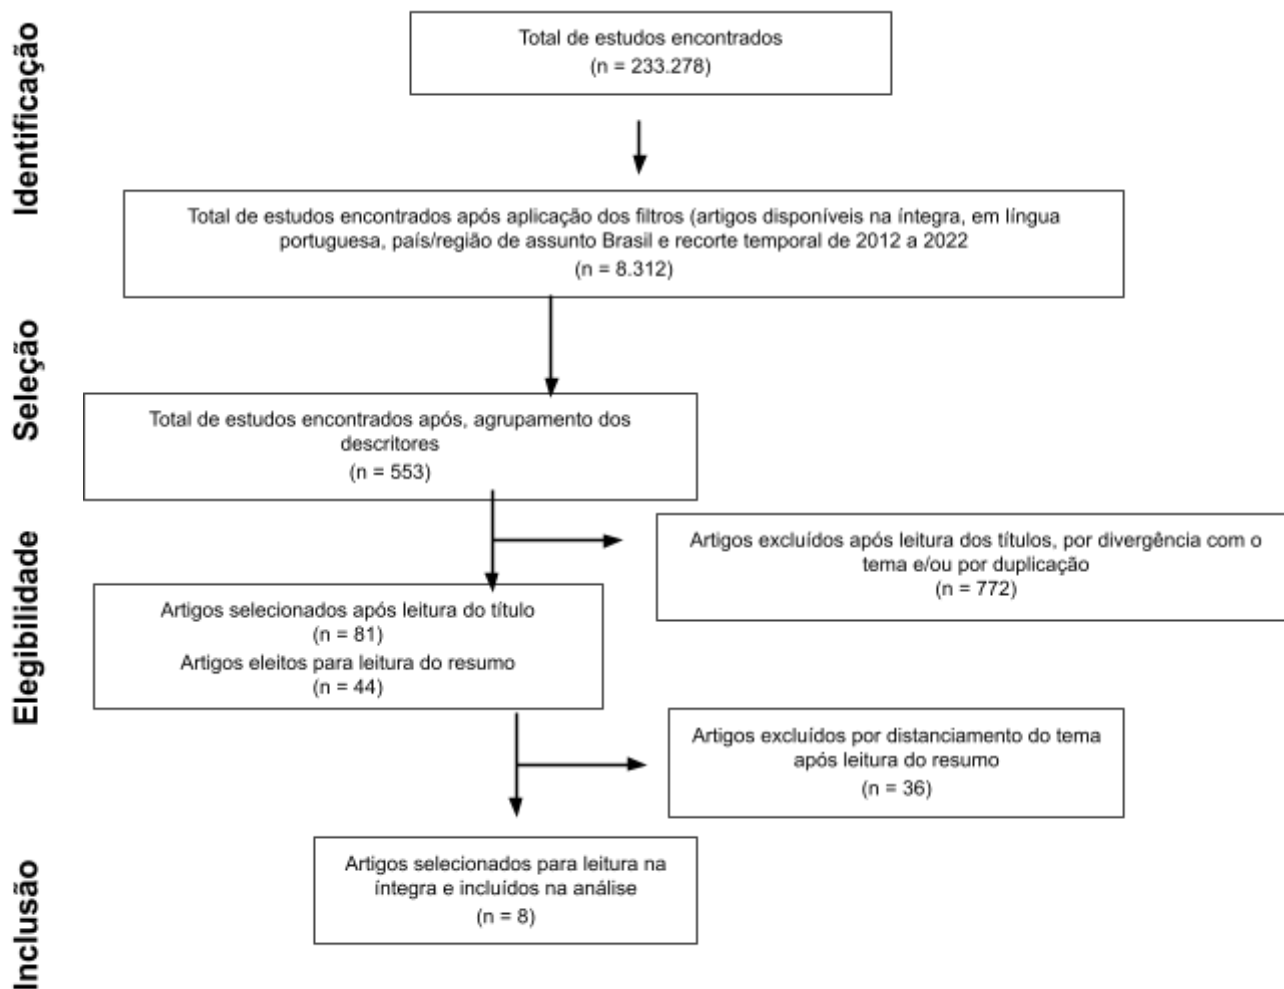 Identificação
Total de estudos encontrados
(n = 233.278)
Total de estudos encontrados após aplicação dos filtros (artigos disponíveis na íntegra, em língua
portuguesa, país/região de assunto Brasil e recorte temporal de 2012 a 2022
(n = 8.312)
Seleção
Total de estudos encontrados após, agrupamento dos
descritores
(n = 553)
Elegibilidade
Artigos excluídos após leitura dos títulos, por divergência com o
tema e/ou por duplicação
(n = 772)
Artigos selecionados após leitura do título
(n = 81)
Artigos eleitos para leitura do resumo
(n = 44)
Artigos excluídos por distanciamento do tema
após leitura do resumo
(n = 36)
Inclusão
Artigos selecionados para leitura na
íntegra e incluídos na análise
(n = 8)